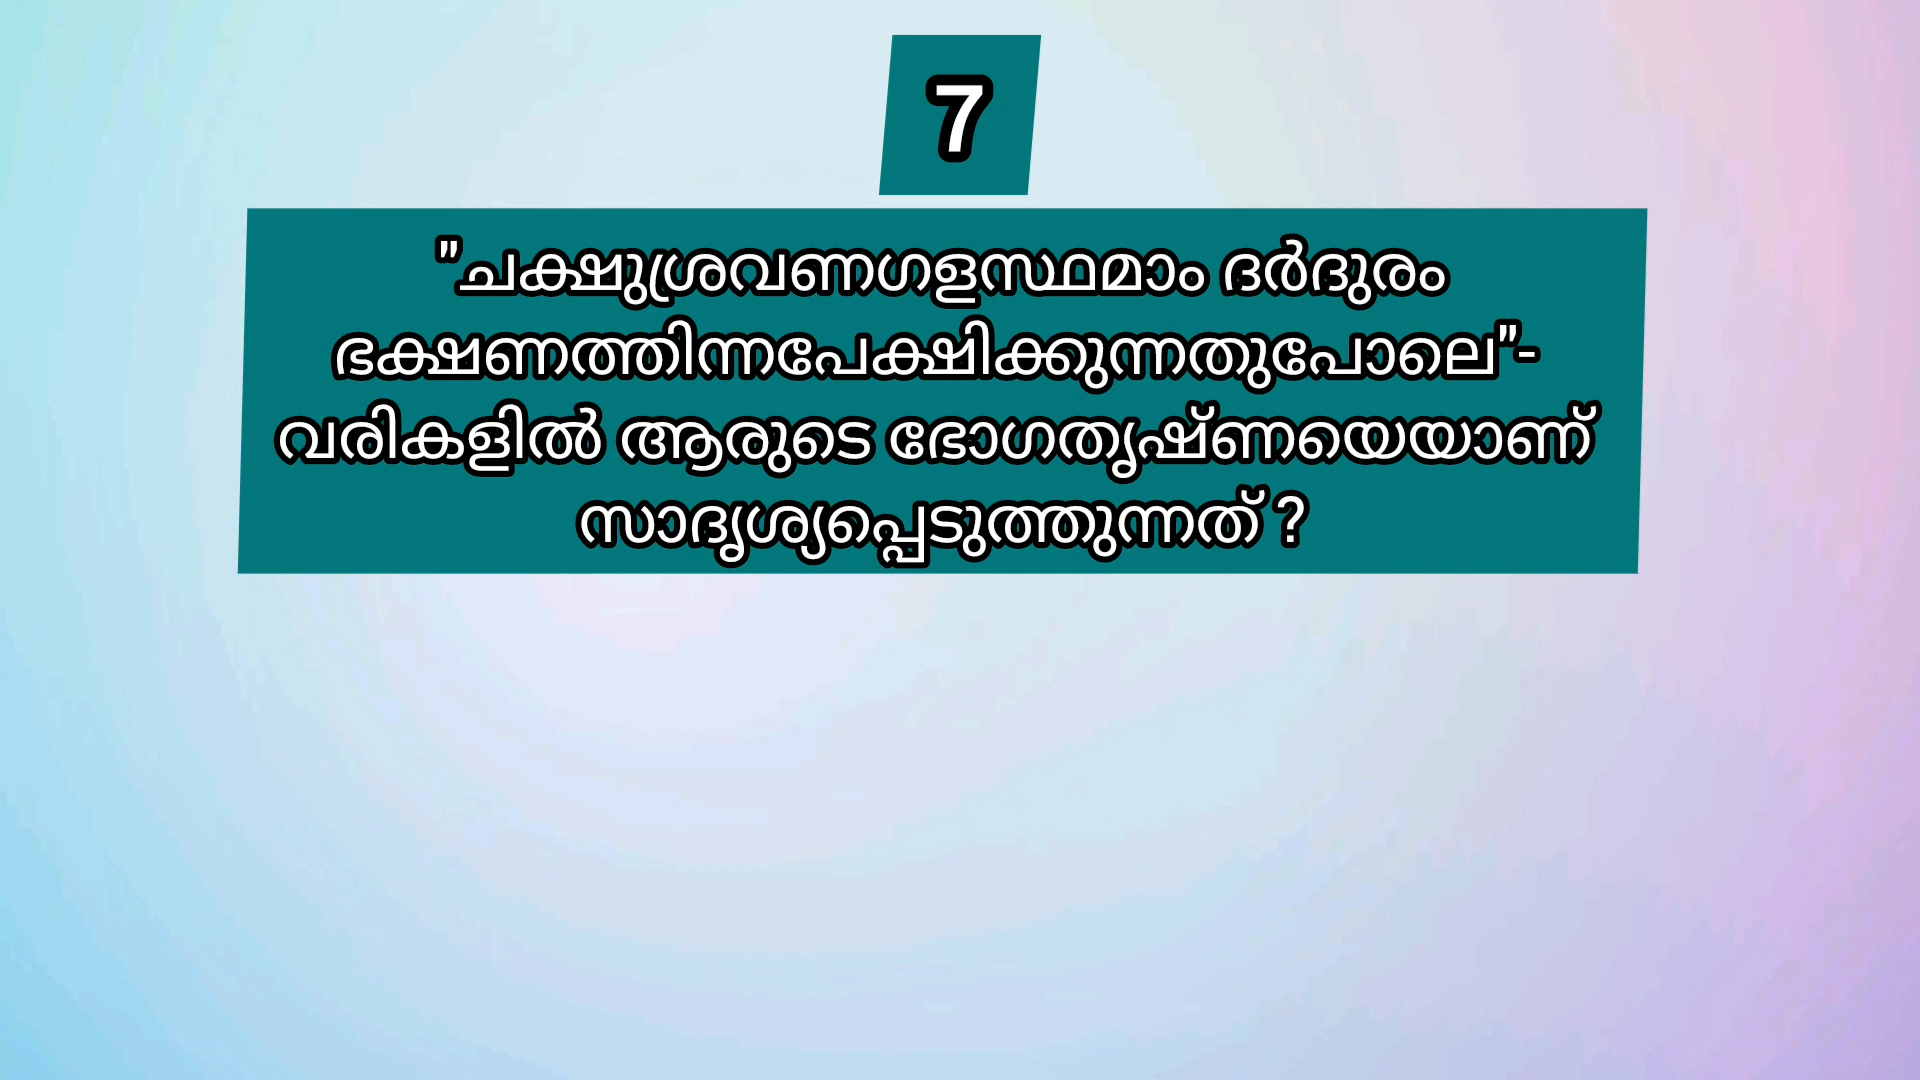 7
"ചക്ഷുശ്രവണഗളസ്ഥമാം ദർദുരം
ഭക്ഷണത്തിന്നപേക്ഷിക്കുന്നതുപോലെ"-
വരികളിൽ ആരുടെ ഭോഗതൃഷ്ണയെയാണ്
സാദൃശ്യപ്പെടുത്തുന്നത് ?